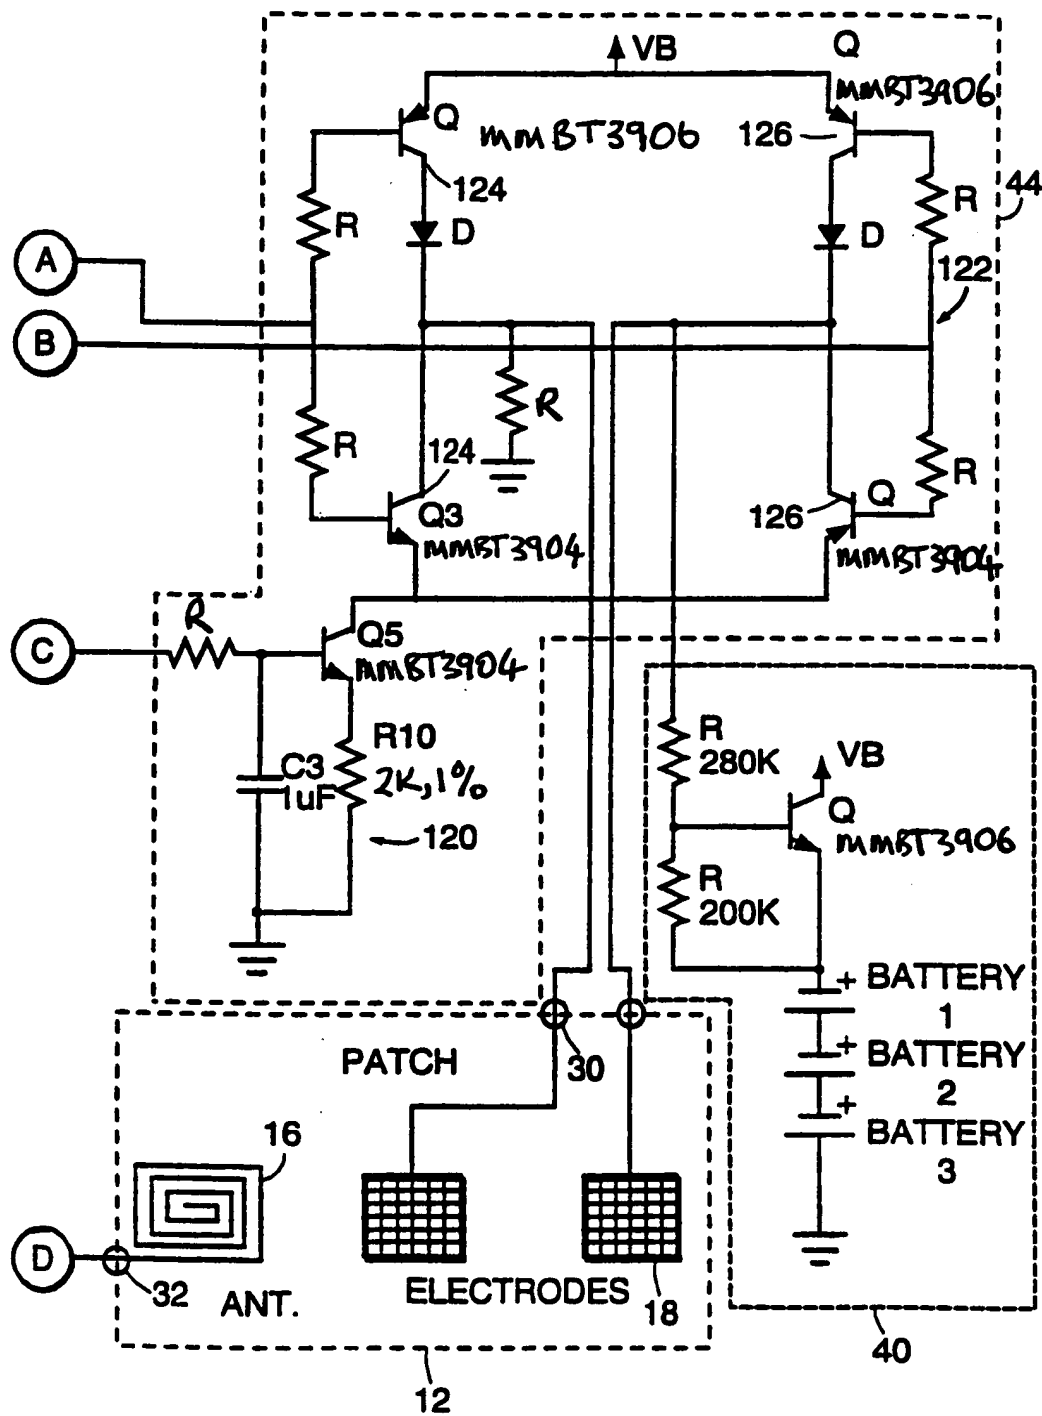 VB
Q
MMBT3906
Q
MMBT3906
126
124
44
R
R
D
D
122
A
B
R
R
R
124
Q3
MMBT3904
126
Q
MMBT3904
R
C
Q5
MMBT3904
R10
2K, 1%
C3
1uF
120
R
280K
VB
Q
MMBT3906
R
200K
+ BATTERY
1
+ BATTERY
2
+ BATTERY
3
PATCH
30
16
D
32
ANT.
ELECTRODES
18
40
12